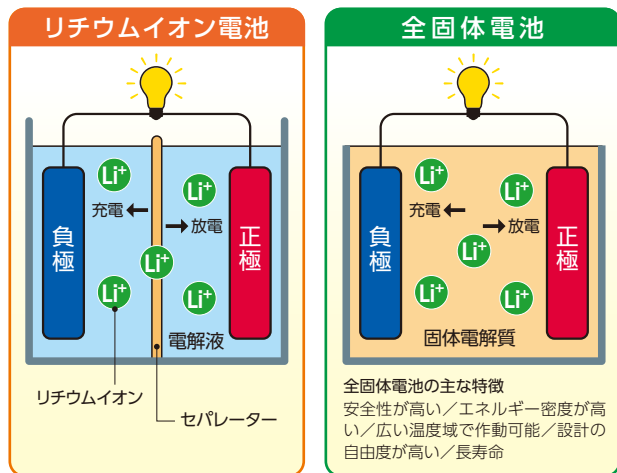 リチウムイオン電池
Li⁺
Li⁺
充電
放電
負極
正極
Li⁺
Li⁺
Li⁺
電解液
リチウムイオン
セパレーター
全固体電池
Li⁺
Li⁺
充電
放電
負極
正極
Li⁺
Li⁺
Li⁺
固体電解質
全固体電池の主な特徴
安全性が高い／エネルギー密度が高
い／広い温度域で作動可能／設計の
自由度が高い／長寿命